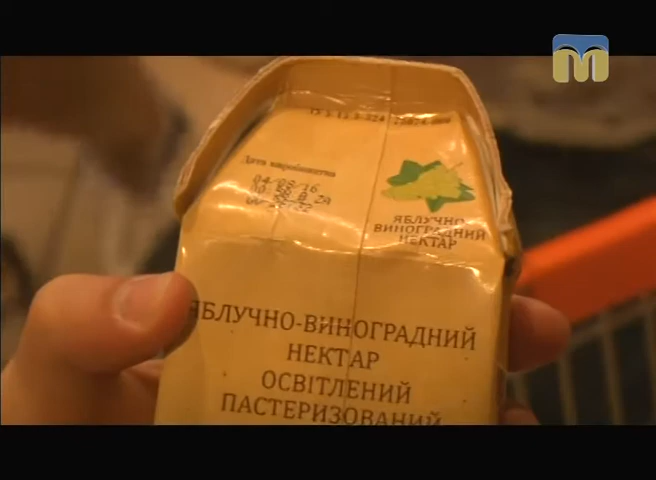 Дата виробництва
ЯБЛУЧНО-
ВИНОГРАДНИЙ
НЕКТАР
ЯБЛУЧНО-ВИНОГРАДНИЙ
НЕКТАР
ОСВІТЛЕНИЙ
ПАСТЕРИЗОВАНИЙ